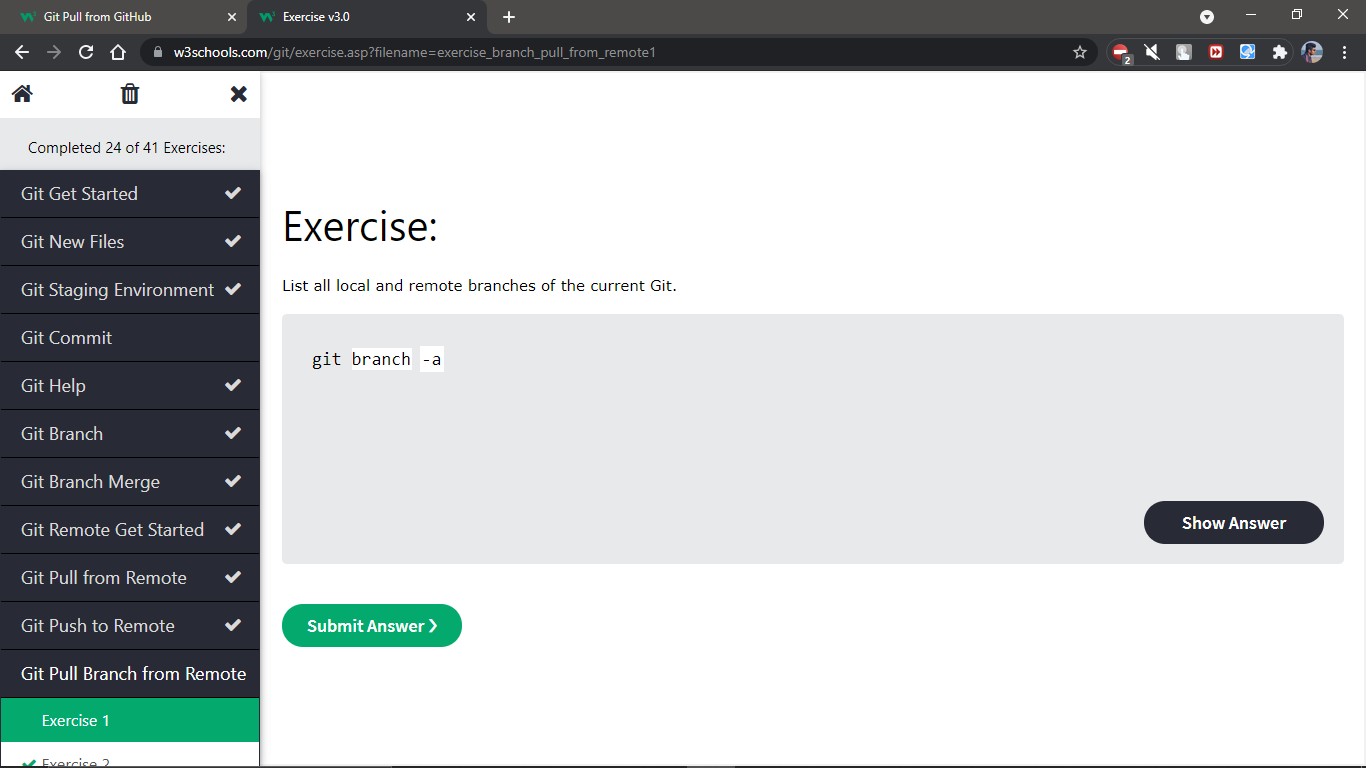 Git Pull from GitHub
Exercise v3.0
w3schools.com/git/exercise.asp?filename=exercise_branch_pull_from_remote1
2
Completed 24 of 41 Exercises:
Git Get Started
Git New Files
Git Staging Environment
Git Commit
Git Help
Git Branch
Git Branch Merge
Git Remote Get Started
Git Pull from Remote
Git Push to Remote
Git Pull Branch from Remote
Exercise 1
Exercise 2
Exercise:
List all local and remote branches of the current Git.
git branch -a
Show Answer
Submit Answer ❯